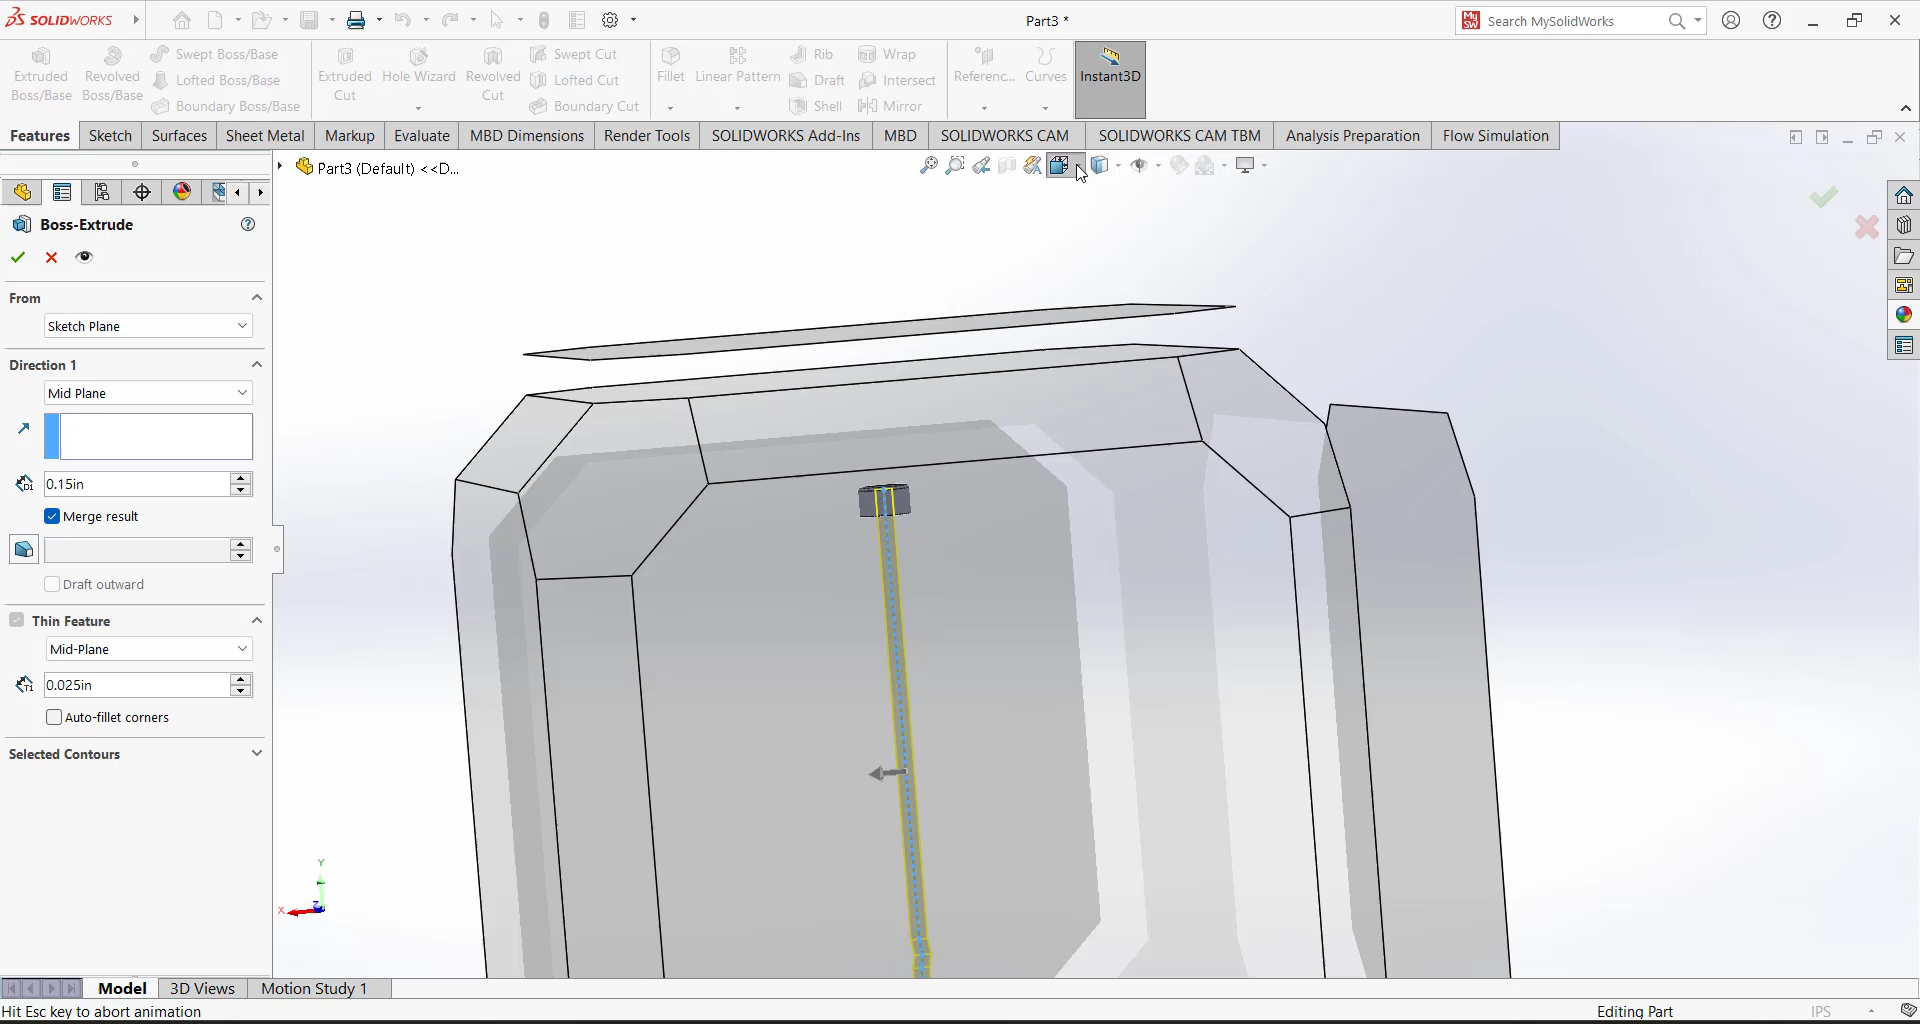 SOLIDWORKS
Part3 *
Search MySolidWorks
Extruded Boss/Base
Revolved Boss/Base
Swept Boss/Base
Lofted Boss/Base
Boundary Boss/Base
Extruded Cut
Hole Wizard
Revolved Cut
Swept Cut
Lofted Cut
Boundary Cut
Fillet
Linear Pattern
Rib
Draft
Shell
Wrap
Intersect
Mirror
Referenc...
Curves
Instant3D
Features
Sketch
Surfaces
Sheet Metal
Markup
Evaluate
MBD Dimensions
Render Tools
SOLIDWORKS Add-Ins
MBD
SOLIDWORKS CAM
SOLIDWORKS CAM TBM
Analysis Preparation
Flow Simulation
Part3 (Default) <<D...
Boss-Extrude
From
Sketch Plane
Direction 1
Mid Plane
0.15in
Merge result
Draft outward
Thin Feature
Mid-Plane
0.025in
Auto-fillet corners
Selected Contours
Y
X
Z
Model
3D Views
Motion Study 1
Hit Esc key to abort animation
Editing Part
IPS